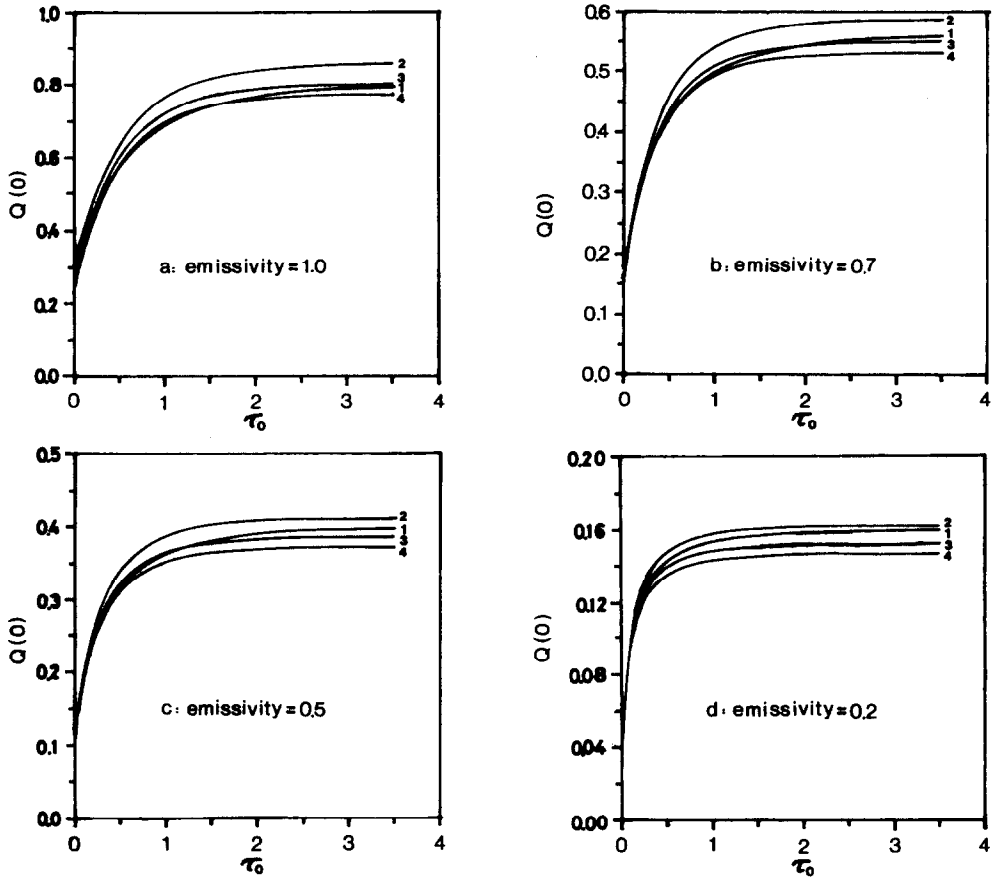 1.0
0.8
0.6
0.4
0.2
0.0
Q(0)
2
3
1
4
a: emissivity=1.0
0 1 2 3 4
τ₀
0.6
0.5
0.4
0.3
0.2
0.1
0.0
Q(0)
2
1
3
4
b: emissivity=0.7
0 1 2 3 4
τ₀
0.5
0.4
0.3
0.2
0.1
0.0
Q(0)
2
1
3
4
c: emissivity=0.5
0 1 2 3 4
τ₀
0.20
0.16
0.12
0.08
0.04
0.00
Q(0)
2
1
3
4
d: emissivity=0.2
0 1 2 3 4
τ₀